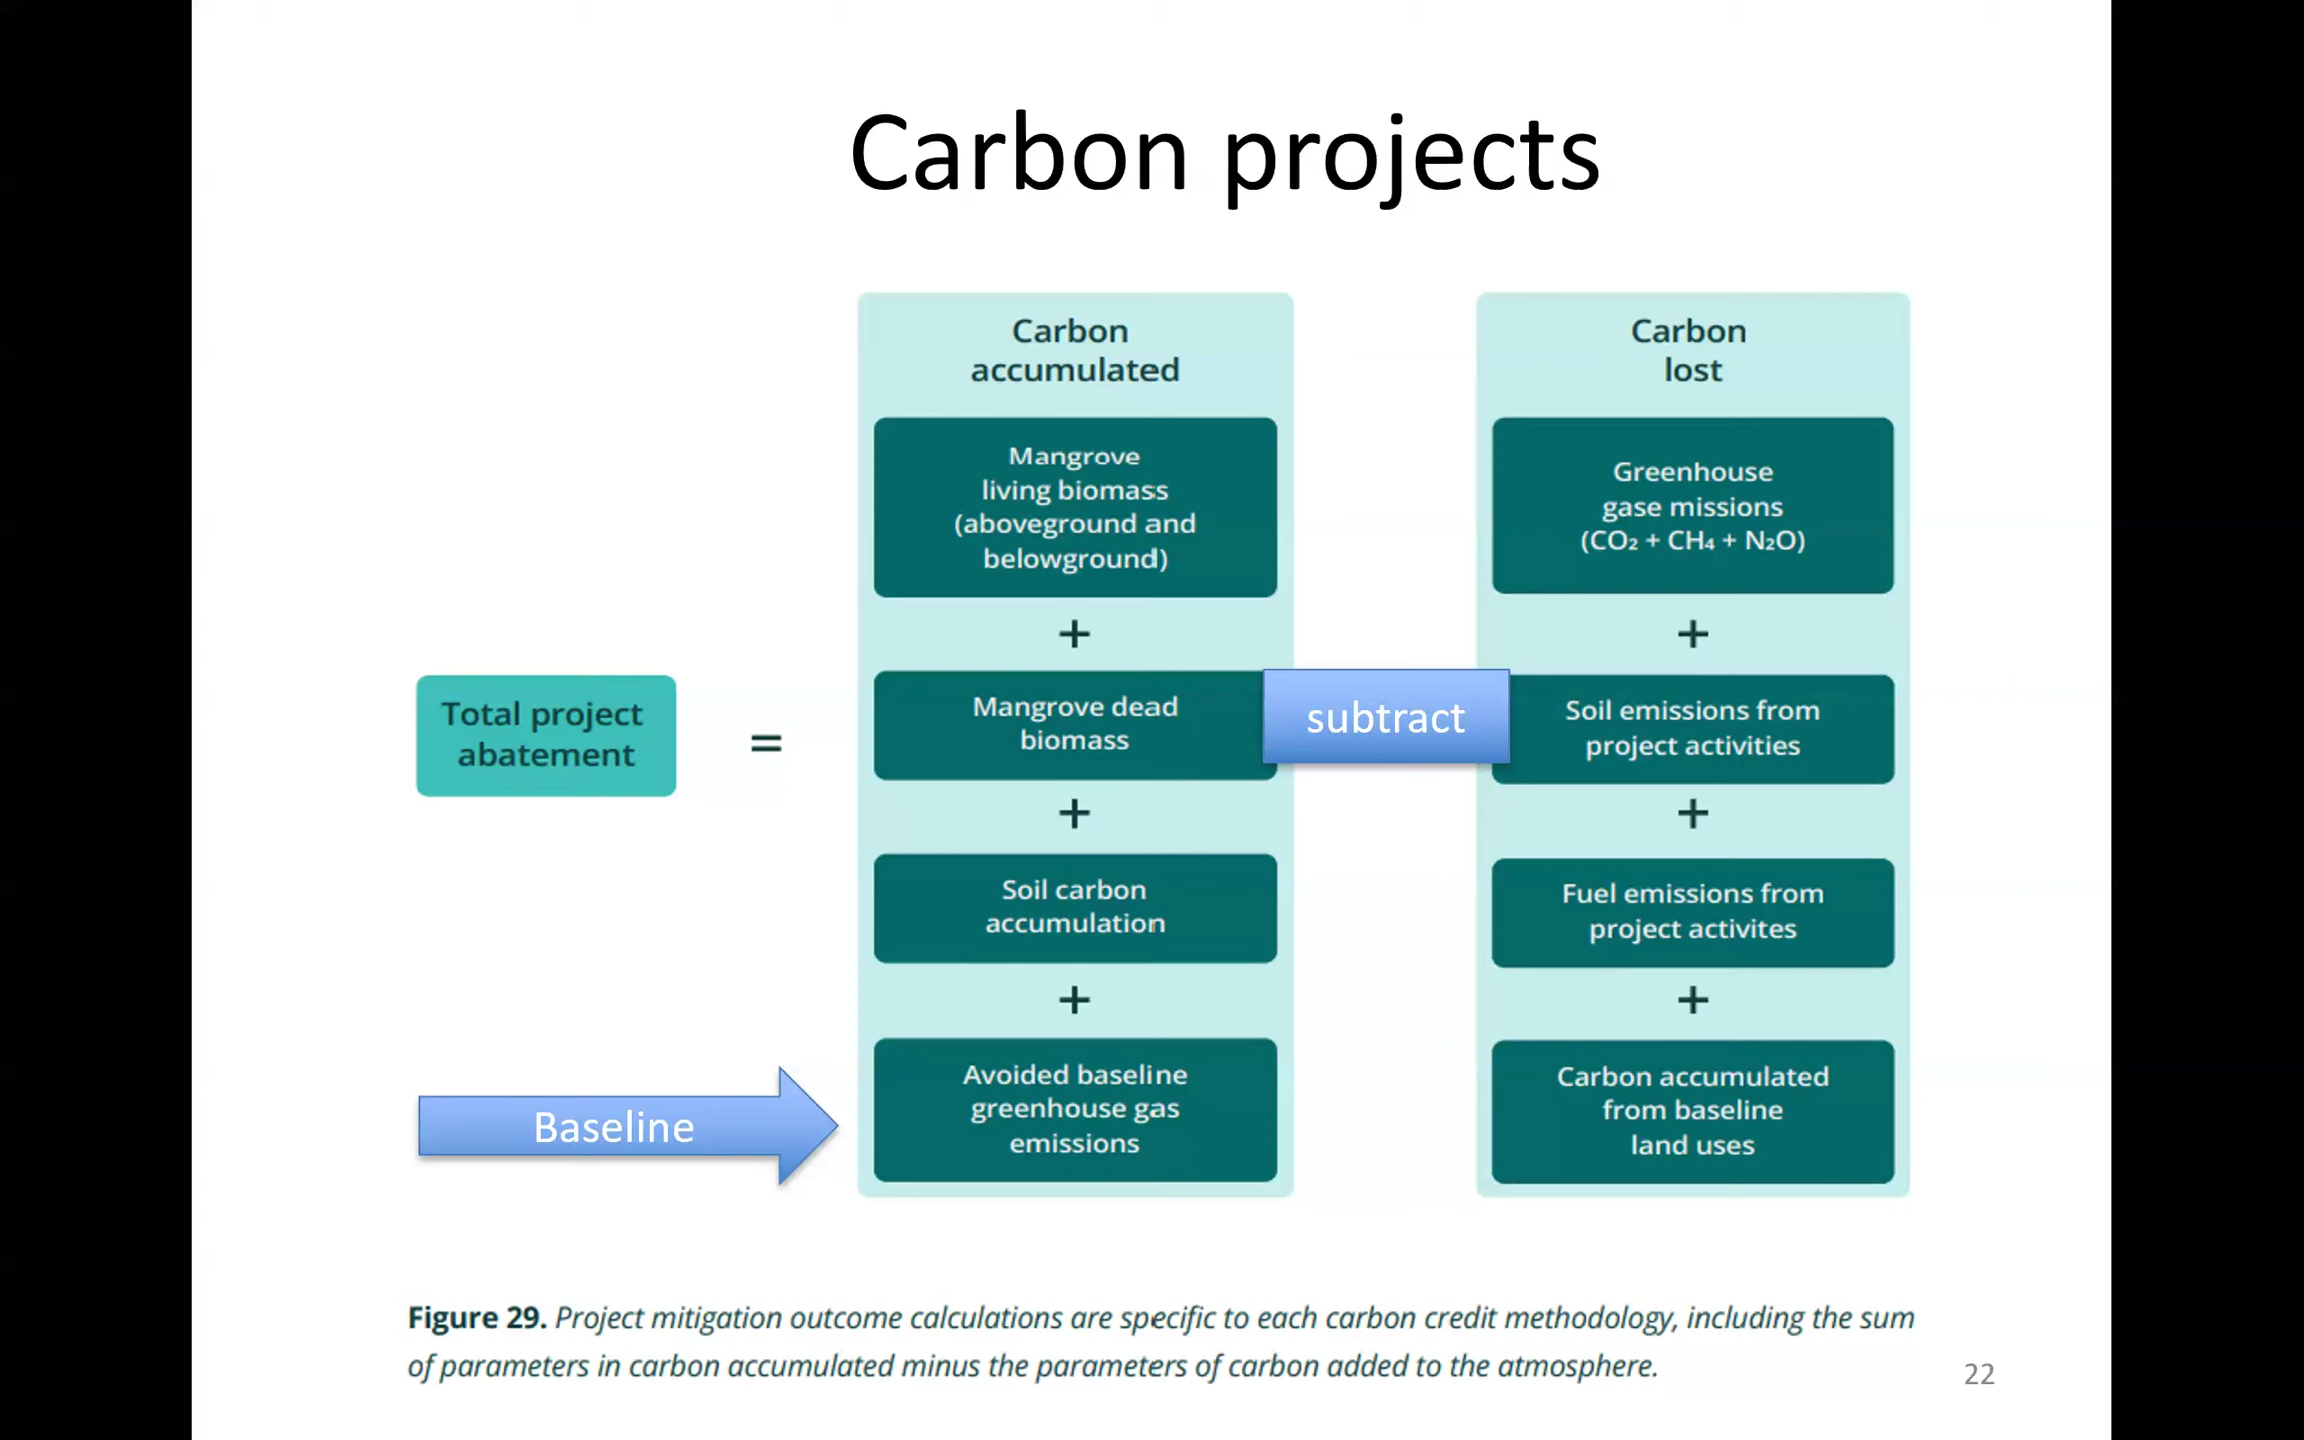 Carbon projects
Carbon
accumulated
Mangrove
living biomass
(aboveground and
belowground)
+
Mangrove dead
biomass
+
Soil carbon
accumulation
+
Avoided baseline
greenhouse gas
emissions
Carbon
lost
Greenhouse
gase missions
(CO₂ + CH₄ + N₂O)
+
Soil emissions from
project activities
+
Fuel emissions from
project activites
+
Carbon accumulated
from baseline
land uses
subtract
Total project
abatement
=
Baseline
Figure 29. Project mitigation outcome calculations are specific to each carbon credit methodology, including the sum
of parameters in carbon accumulated minus the parameters of carbon added to the atmosphere.
22